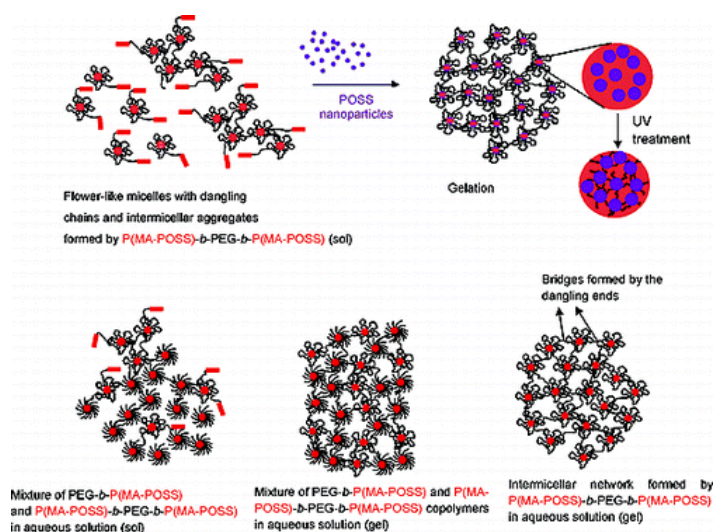 POSS
nanoparticles
UV
treatment
Gelation
Flower-like micelles with dangling
chains and intermicellar aggregates
formed by P(MA-POSS)-b-PEG-b-P(MA-POSS) (sol)
Bridges formed by the
dangling ends
Mixture of PEG-b-P(MA-POSS)
and P(MA-POSS)-b-PEG-b-P(MA-POSS)
in aqueous solution (sol)
Mixture of PEG-b-P(MA-POSS) and P(MA-
POSS)-b-PEG-b-P(MA-POSS) copolymers
in aqueous solution (gel)
Intermicellar network formed by
P(MA-POSS)-b-PEG-b-P(MA-POSS)
in aqueous solution (gel)